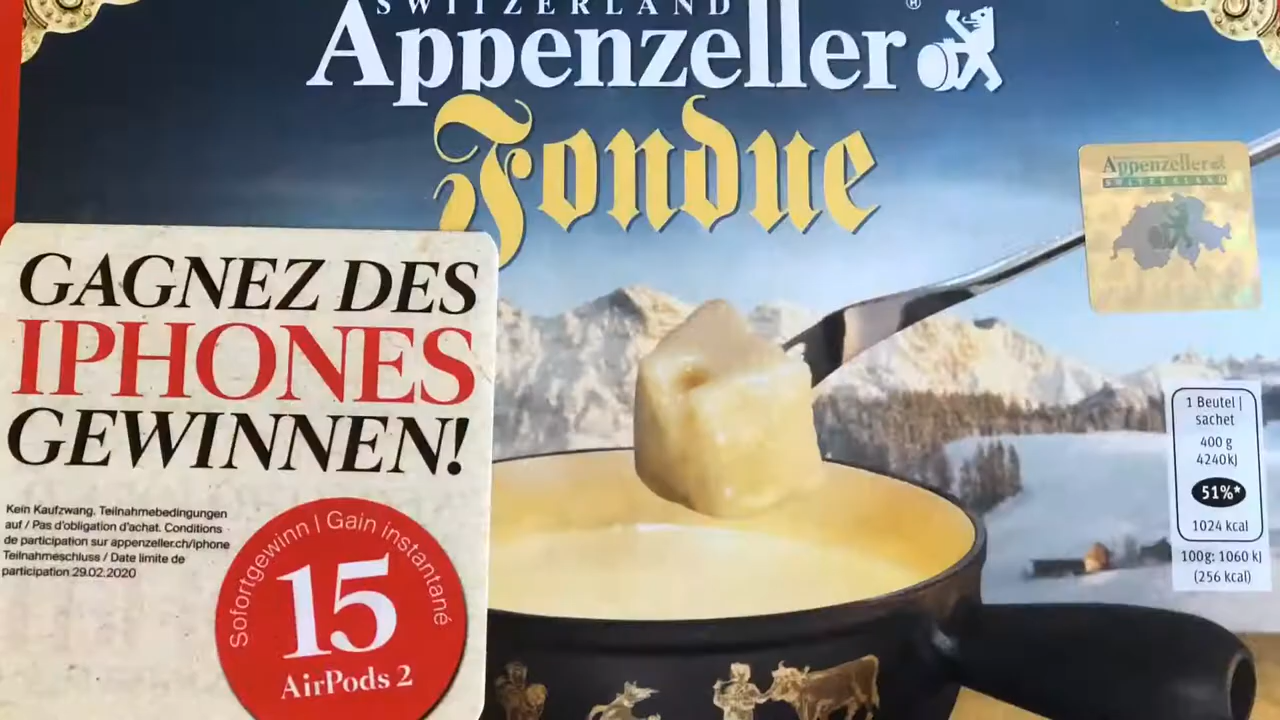 SWITZERLAND
Appenzeller®
Fondue
Appenzeller
SWITZERLAND
GAGNEZ DES
IPHONES
GEWINNEN!
Kein Kaufzwang. Teilnahmebedingungen
auf / Pas d'obligation d'achat. Conditions
de participation sur appenzeller.ch/iphone
Teilnahmeschluss / Date limite de
participation 29.02.2020
Sofortgewinn | Gain instantané
15
AirPods 2
1 Beutel |
sachet
400 g
4240 kJ
51%*
1024 kcal
100g: 1060 kJ
(256 kcal)